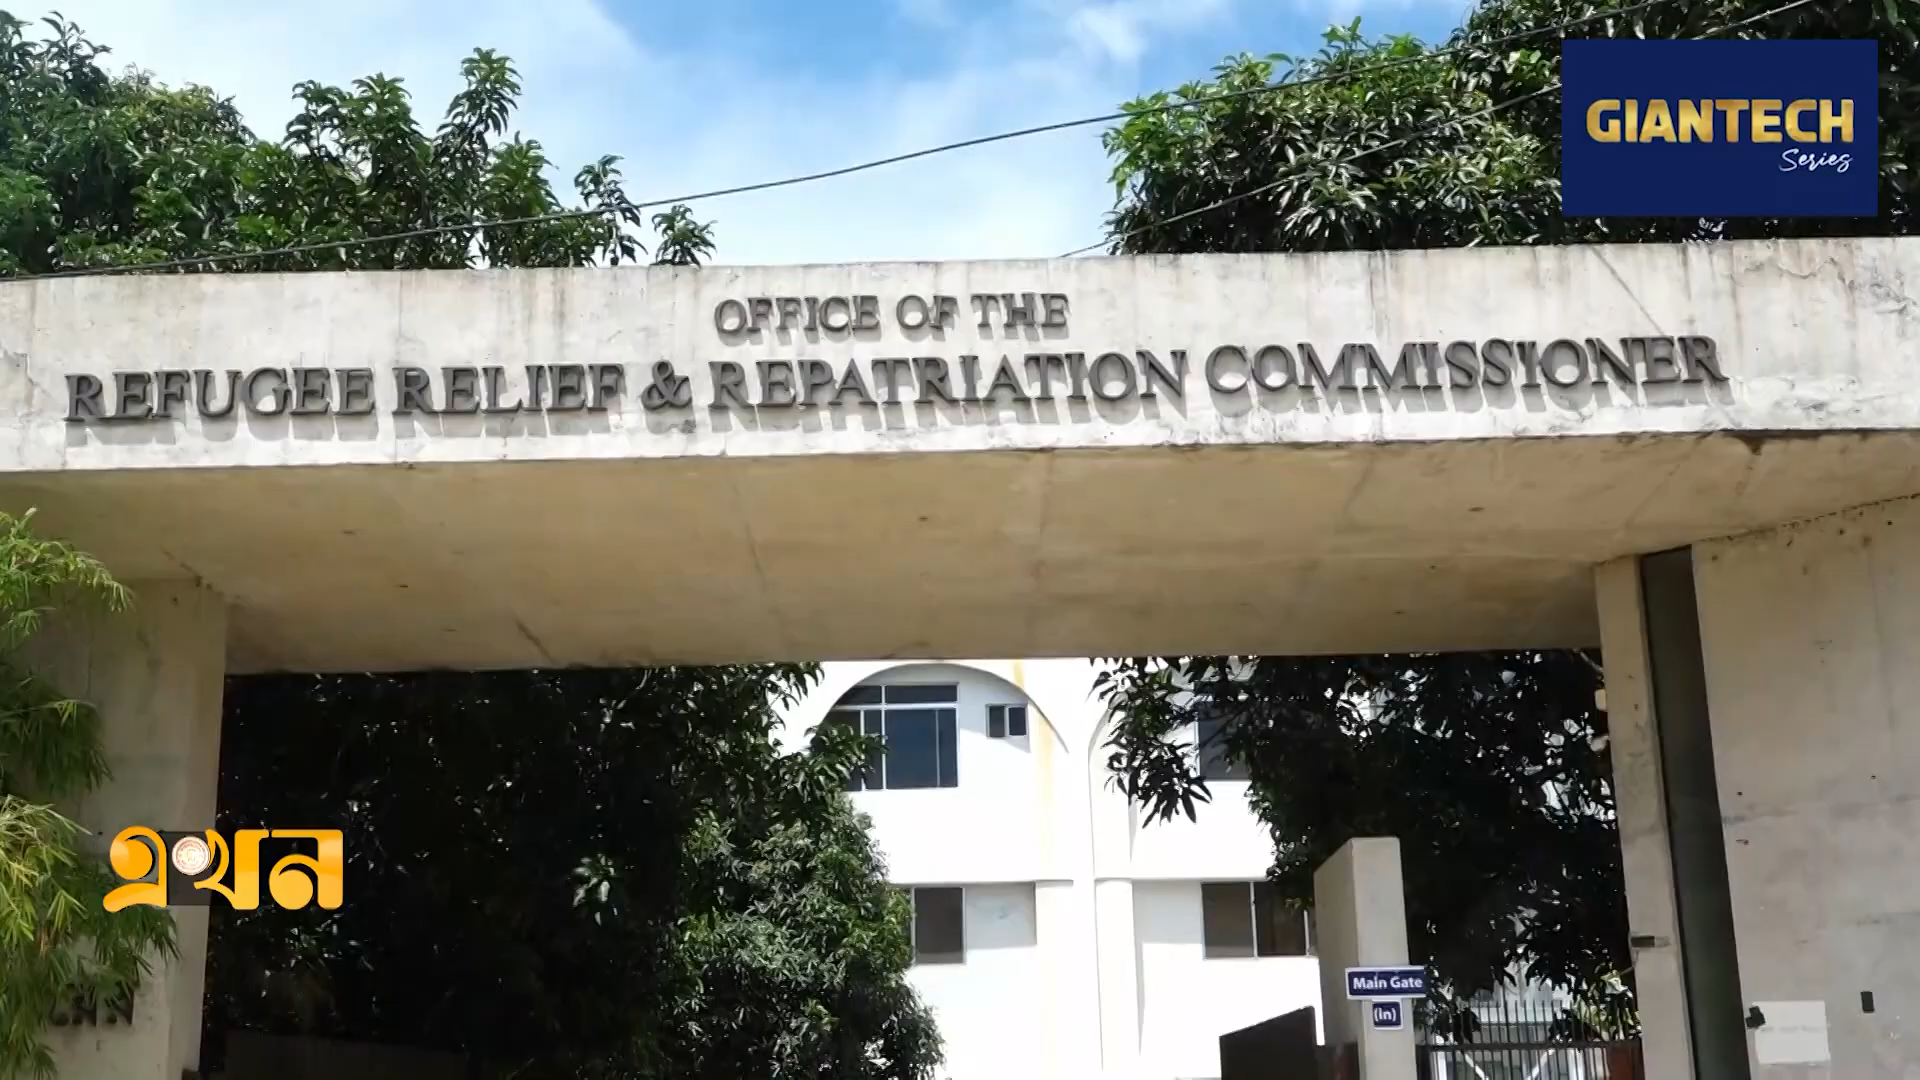 GIANTECH
Series
OFFICE OF THE
REFUGEE RELIEF & REPATRIATION COMMISSIONER
এখন
Main Gate
(in)